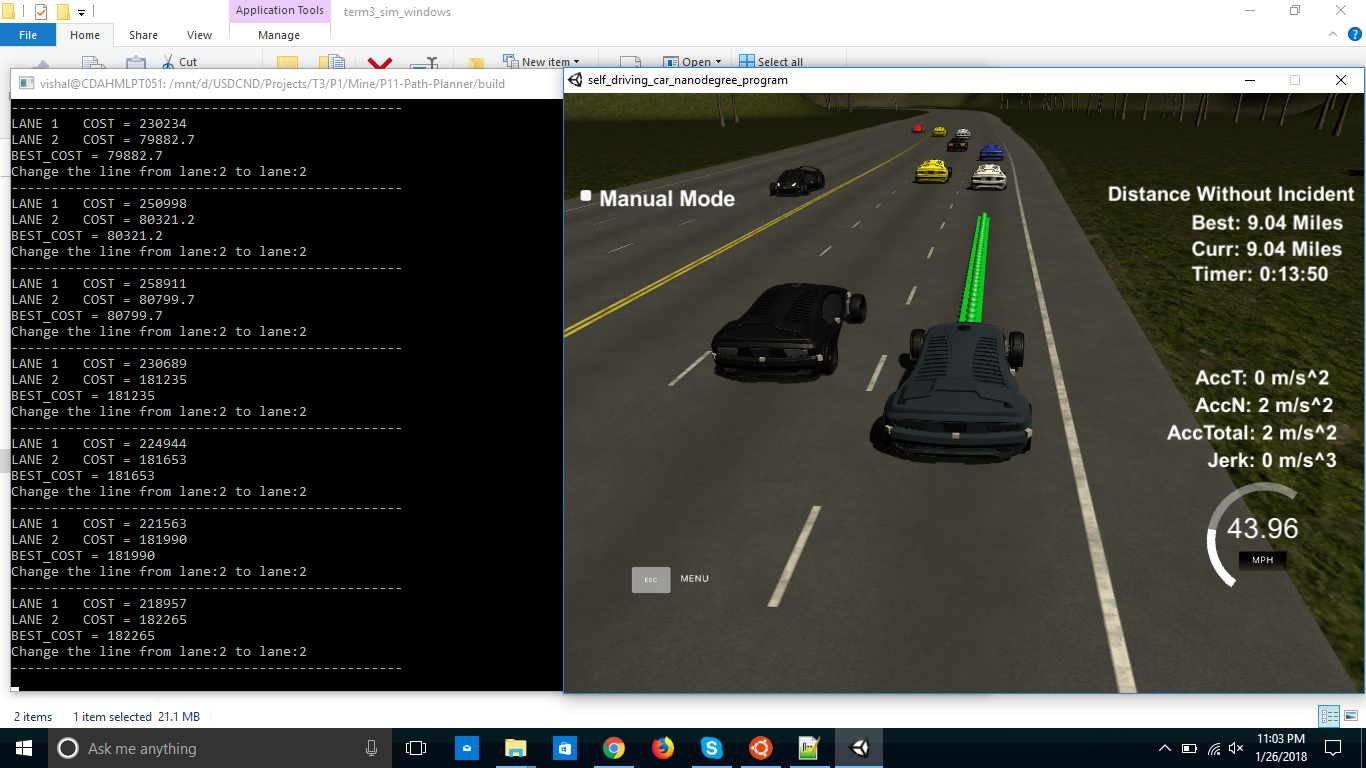 Application Tools
term3_sim_windows
File
Home
Share
View
Manage
Cut
New item
Open
Select all
vishal@CDAHMLPT051: /mnt/d/USDCND/Projects/T3/P1/Mine/P11-Path-Planner/build
--------------------------------------------------
LANE 1   COST = 230234
LANE 2   COST = 79882.7
BEST_COST = 79882.7
Change the line from lane:2 to lane:2
--------------------------------------------------
LANE 1   COST = 250998
LANE 2   COST = 80321.2
BEST_COST = 80321.2
Change the line from lane:2 to lane:2
--------------------------------------------------
LANE 1   COST = 258911
LANE 2   COST = 80799.7
BEST_COST = 80799.7
Change the line from lane:2 to lane:2
--------------------------------------------------
LANE 1   COST = 230689
LANE 2   COST = 181235
BEST_COST = 181235
Change the line from lane:2 to lane:2
--------------------------------------------------
LANE 1   COST = 224944
LANE 2   COST = 181653
BEST_COST = 181653
Change the line from lane:2 to lane:2
--------------------------------------------------
LANE 1   COST = 221563
LANE 2   COST = 181990
BEST_COST = 181990
Change the line from lane:2 to lane:2
--------------------------------------------------
LANE 1   COST = 218957
LANE 2   COST = 182265
BEST_COST = 182265
Change the line from lane:2 to lane:2
--------------------------------------------------
self_driving_car_nanodegree_program
Manual Mode
Distance Without Incident
Best: 9.04 Miles
Curr: 9.04 Miles
Timer: 0:13:50
AccT: 0 m/s^2
AccN: 2 m/s^2
AccTotal: 2 m/s^2
Jerk: 0 m/s^3
43.96
MPH
ESC
MENU
2 items
1 item selected  21.1 MB
Ask me anything
11:03 PM
1/26/2018